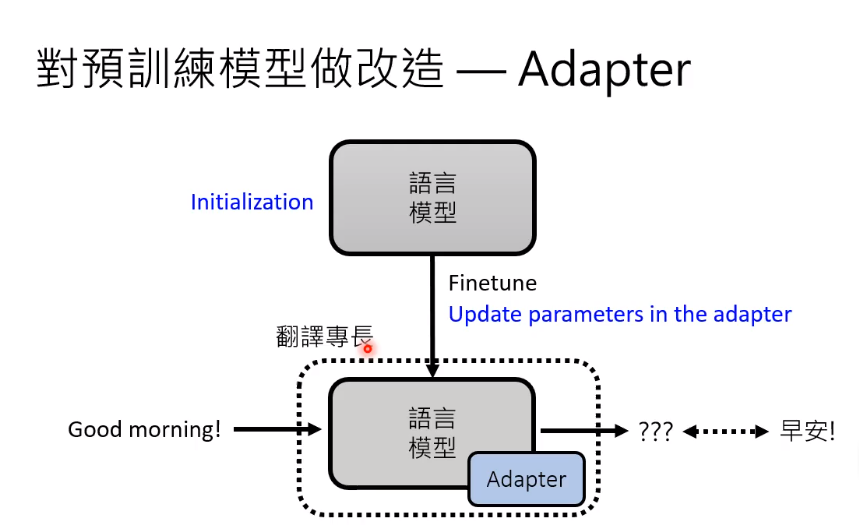 對預訓練模型做改造 — Adapter
Initialization
語言
模型
Finetune
Update parameters in the adapter
翻譯專長
Good morning!
語言
模型
Adapter
???
早安!